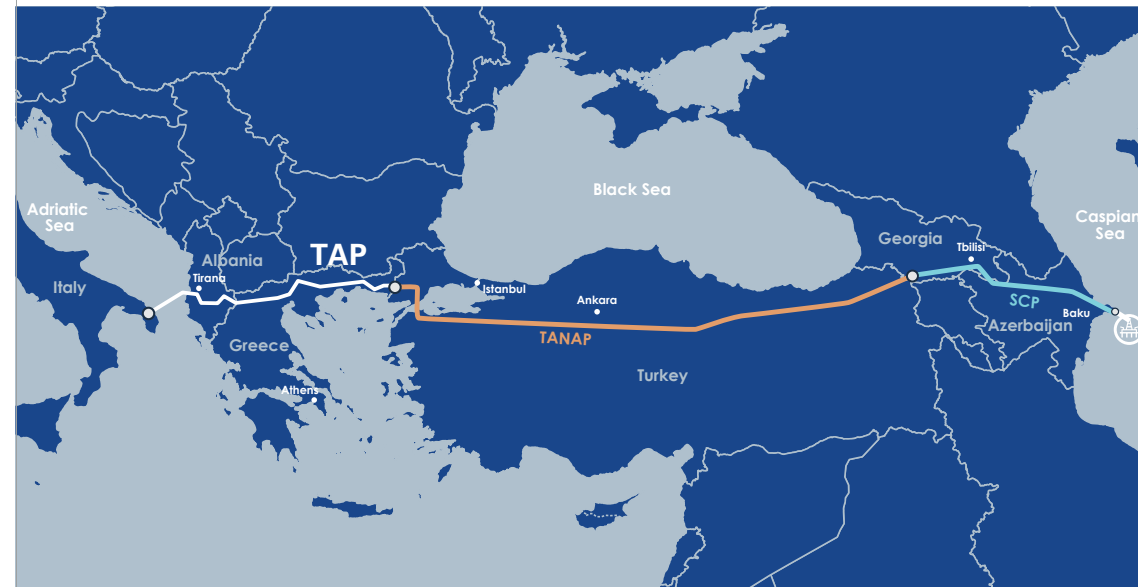 Black Sea
Adriatic
Sea
Caspian
Sea
Georgia
Tbilisi
TAP
Albania
Tirana
Italy
Istanbul
Ankara
SCP
Baku
Azerbaijan
TANAP
Greece
Turkey
Athens